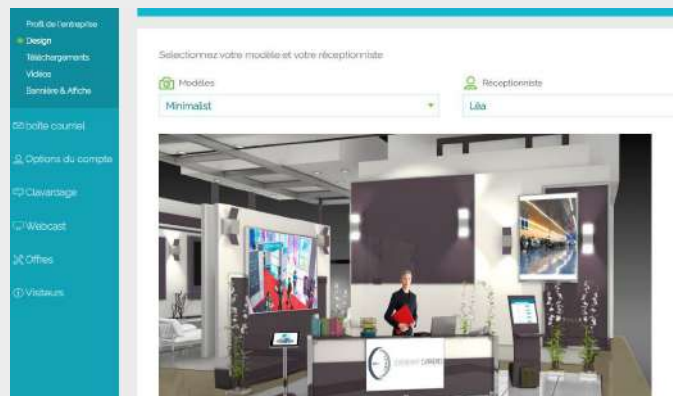 Profil de l'entreprise
Design
Téléchargements
Vidéos
Bannière & Affiche
boîte courriel
Options du compte
Clavardage
Webcast
Offres
Visiteurs
Sélectionnez votre modèle et votre réceptionniste
Modèles
Réceptionniste
Minimalist
Léa